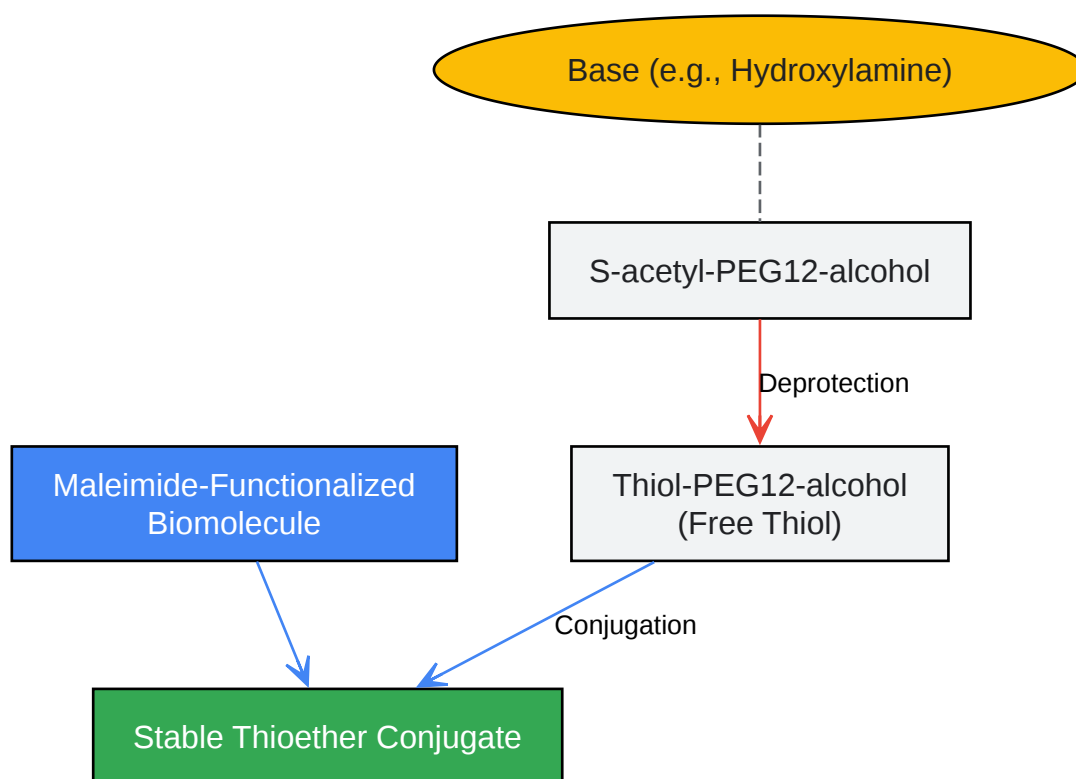 Base (e.g., Hydroxylamine)
S-acetyl-PEG12-alcohol
Deprotection
Maleimide-Functionalized
Biomolecule
Thiol-PEG12-alcohol
(Free Thiol)
Conjugation
Stable Thioether Conjugate